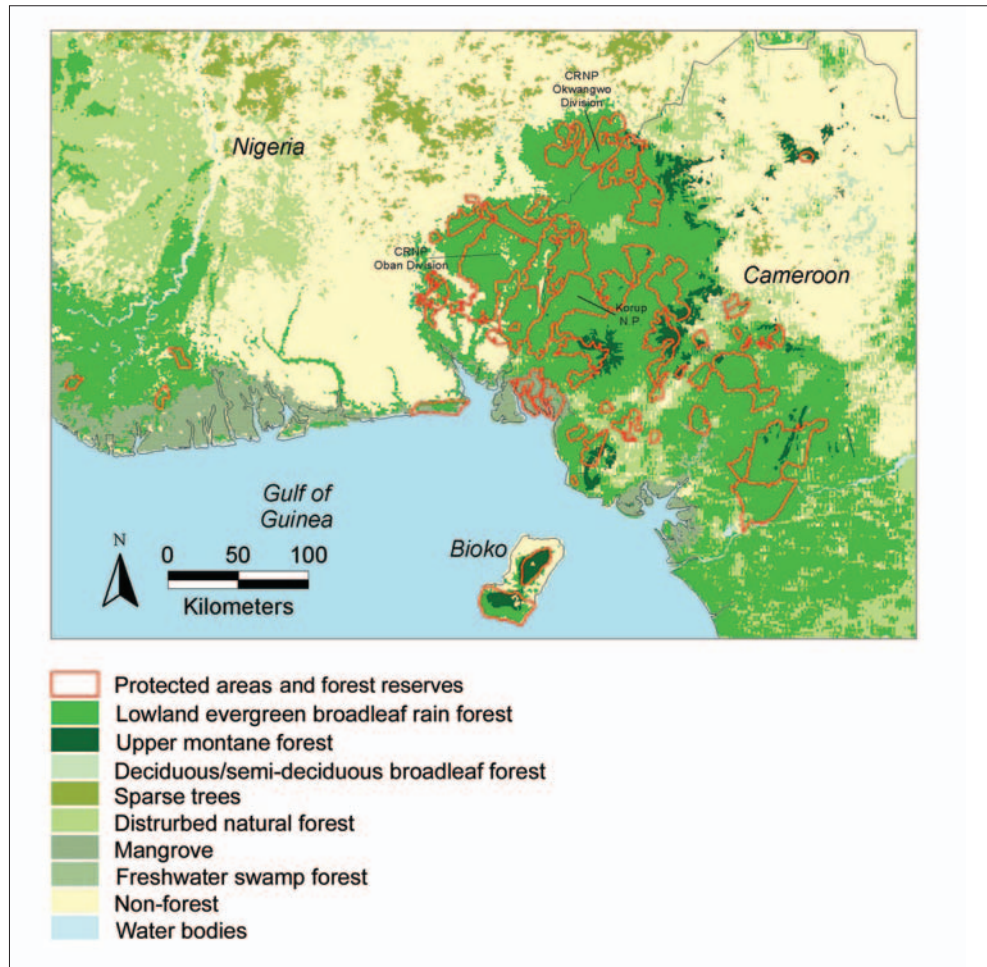 CRNP
Okwangwo
Division
Nigeria
CRNP
Oban Division
Cameroon
Korup
N.P.
Gulf of
Guinea
Bioko
N
0 50 100
Kilometers
Protected areas and forest reserves
Lowland evergreen broadleaf rain forest
Upper montane forest
Deciduous/semi-deciduous broadleaf forest
Sparse trees
Distrurbed natural forest
Mangrove
Freshwater swamp forest
Non-forest
Water bodies